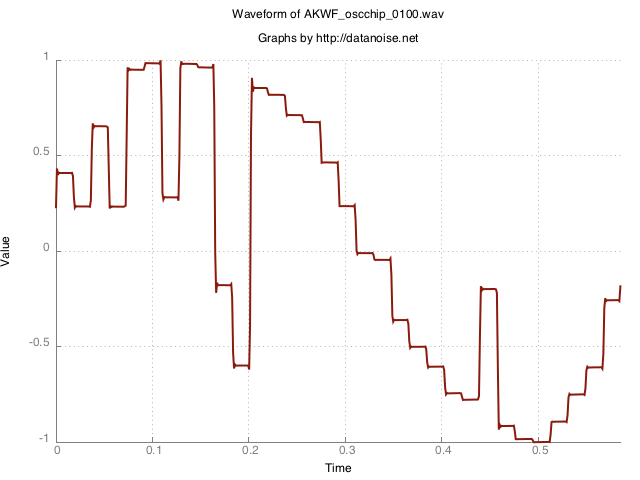 Waveform of AKWF_oscchip_0100.wav
Graphs by http://datanoise.net
1
0.5
0
-0.5
-1
Value
0 0.1 0.2 0.3 0.4 0.5
Time